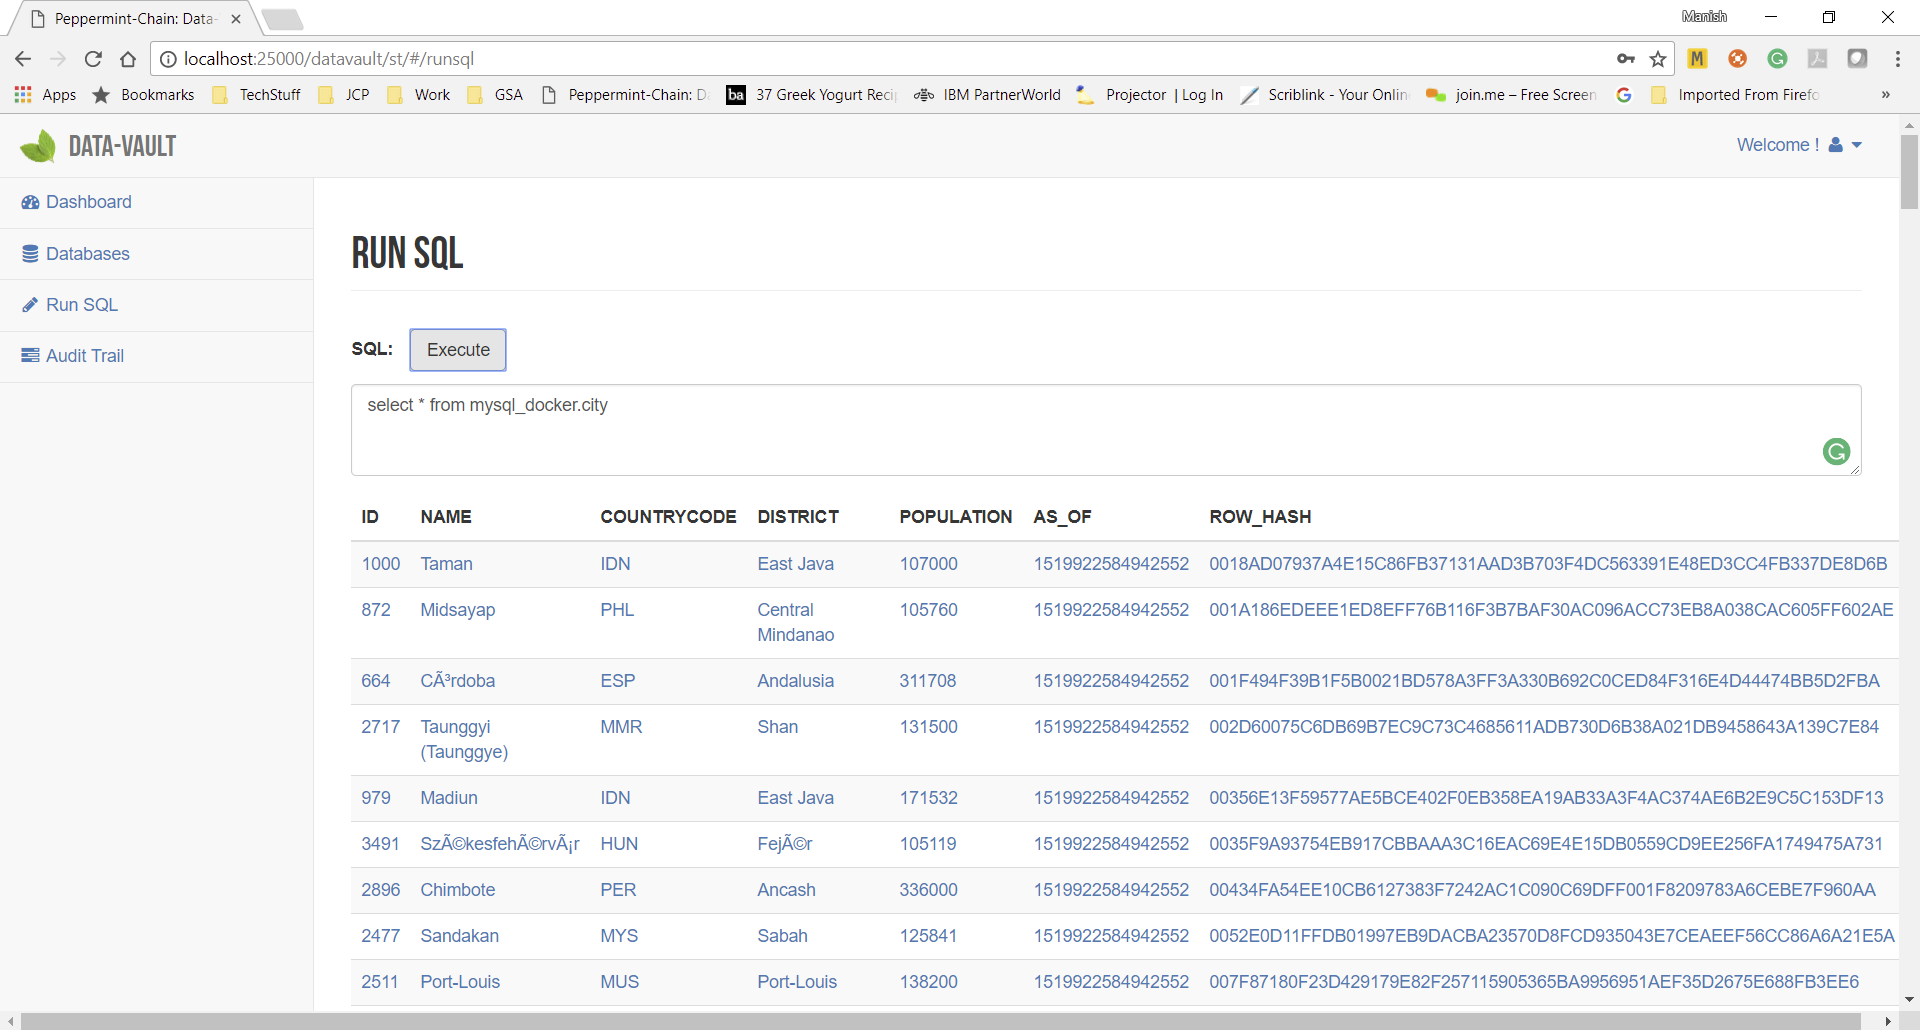 Peppermint-Chain: Data-
Manish
localhost:25000/datavault/st/#/runsql
Apps Bookmarks TechStuff JCP Work GSA Peppermint-Chain: D ba 37 Greek Yogurt Reci IBM PartnerWorld Projector | Log In Scriblink - Your Onlin join.me – Free Screen Imported From Firefo »
DATA-VAULT
Welcome !
Dashboard
Databases
Run SQL
Audit Trail
RUN SQL
SQL: Execute
select * from mysql_docker.city
ID NAME COUNTRYCODE DISTRICT POPULATION AS_OF ROW_HASH
1000 Taman IDN East Java 107000 1519922584942552 0018AD07937A4E15C86FB37131AAD3B703F4DC563391E48ED3CC4FB337DE8D6B
872 Midsayap PHL Central 105760 1519922584942552 001A186EDEEE1ED8EFF76B116F3B7BAF30AC096ACC73EB8A038CAC605FF602AE
Mindanao
664 CÃ³rdoba ESP Andalusia 311708 1519922584942552 001F494F39B1F5B0021BD578A3FF3A330B692C0CED84F316E4D44474BB5D2FBA
2717 Taunggyi MMR Shan 131500 1519922584942552 002D60075C6DB69B7EC9C73C4685611ADB730D6B38A021DB9458643A139C7E84
(Taunggye)
979 Madiun IDN East Java 171532 1519922584942552 00356E13F59577AE5BCE402F0EB358EA19AB33A3F4AC374AE6B2E9C5C153DF13
3491 SzÃ©kesfehÃ©rvÃ¡r HUN FejÃ©r 105119 1519922584942552 0035F9A93754EB917CBBAAA3C16EAC69E4E15DB0559CD9EE256FA1749475A731
2896 Chimbote PER Ancash 336000 1519922584942552 00434FA54EE10CB6127383F7242AC1C090C69DFF001F8209783A6CEBE7F960AA
2477 Sandakan MYS Sabah 125841 1519922584942552 0052E0D11FFDB01997EB9DACBA23570D8FCD935043E7CEAEEF56CC86A6A21E5A
2511 Port-Louis MUS Port-Louis 138200 1519922584942552 007F87180F23D429179E82F257115905365BA9956951AEF35D2675E688FB3EE6